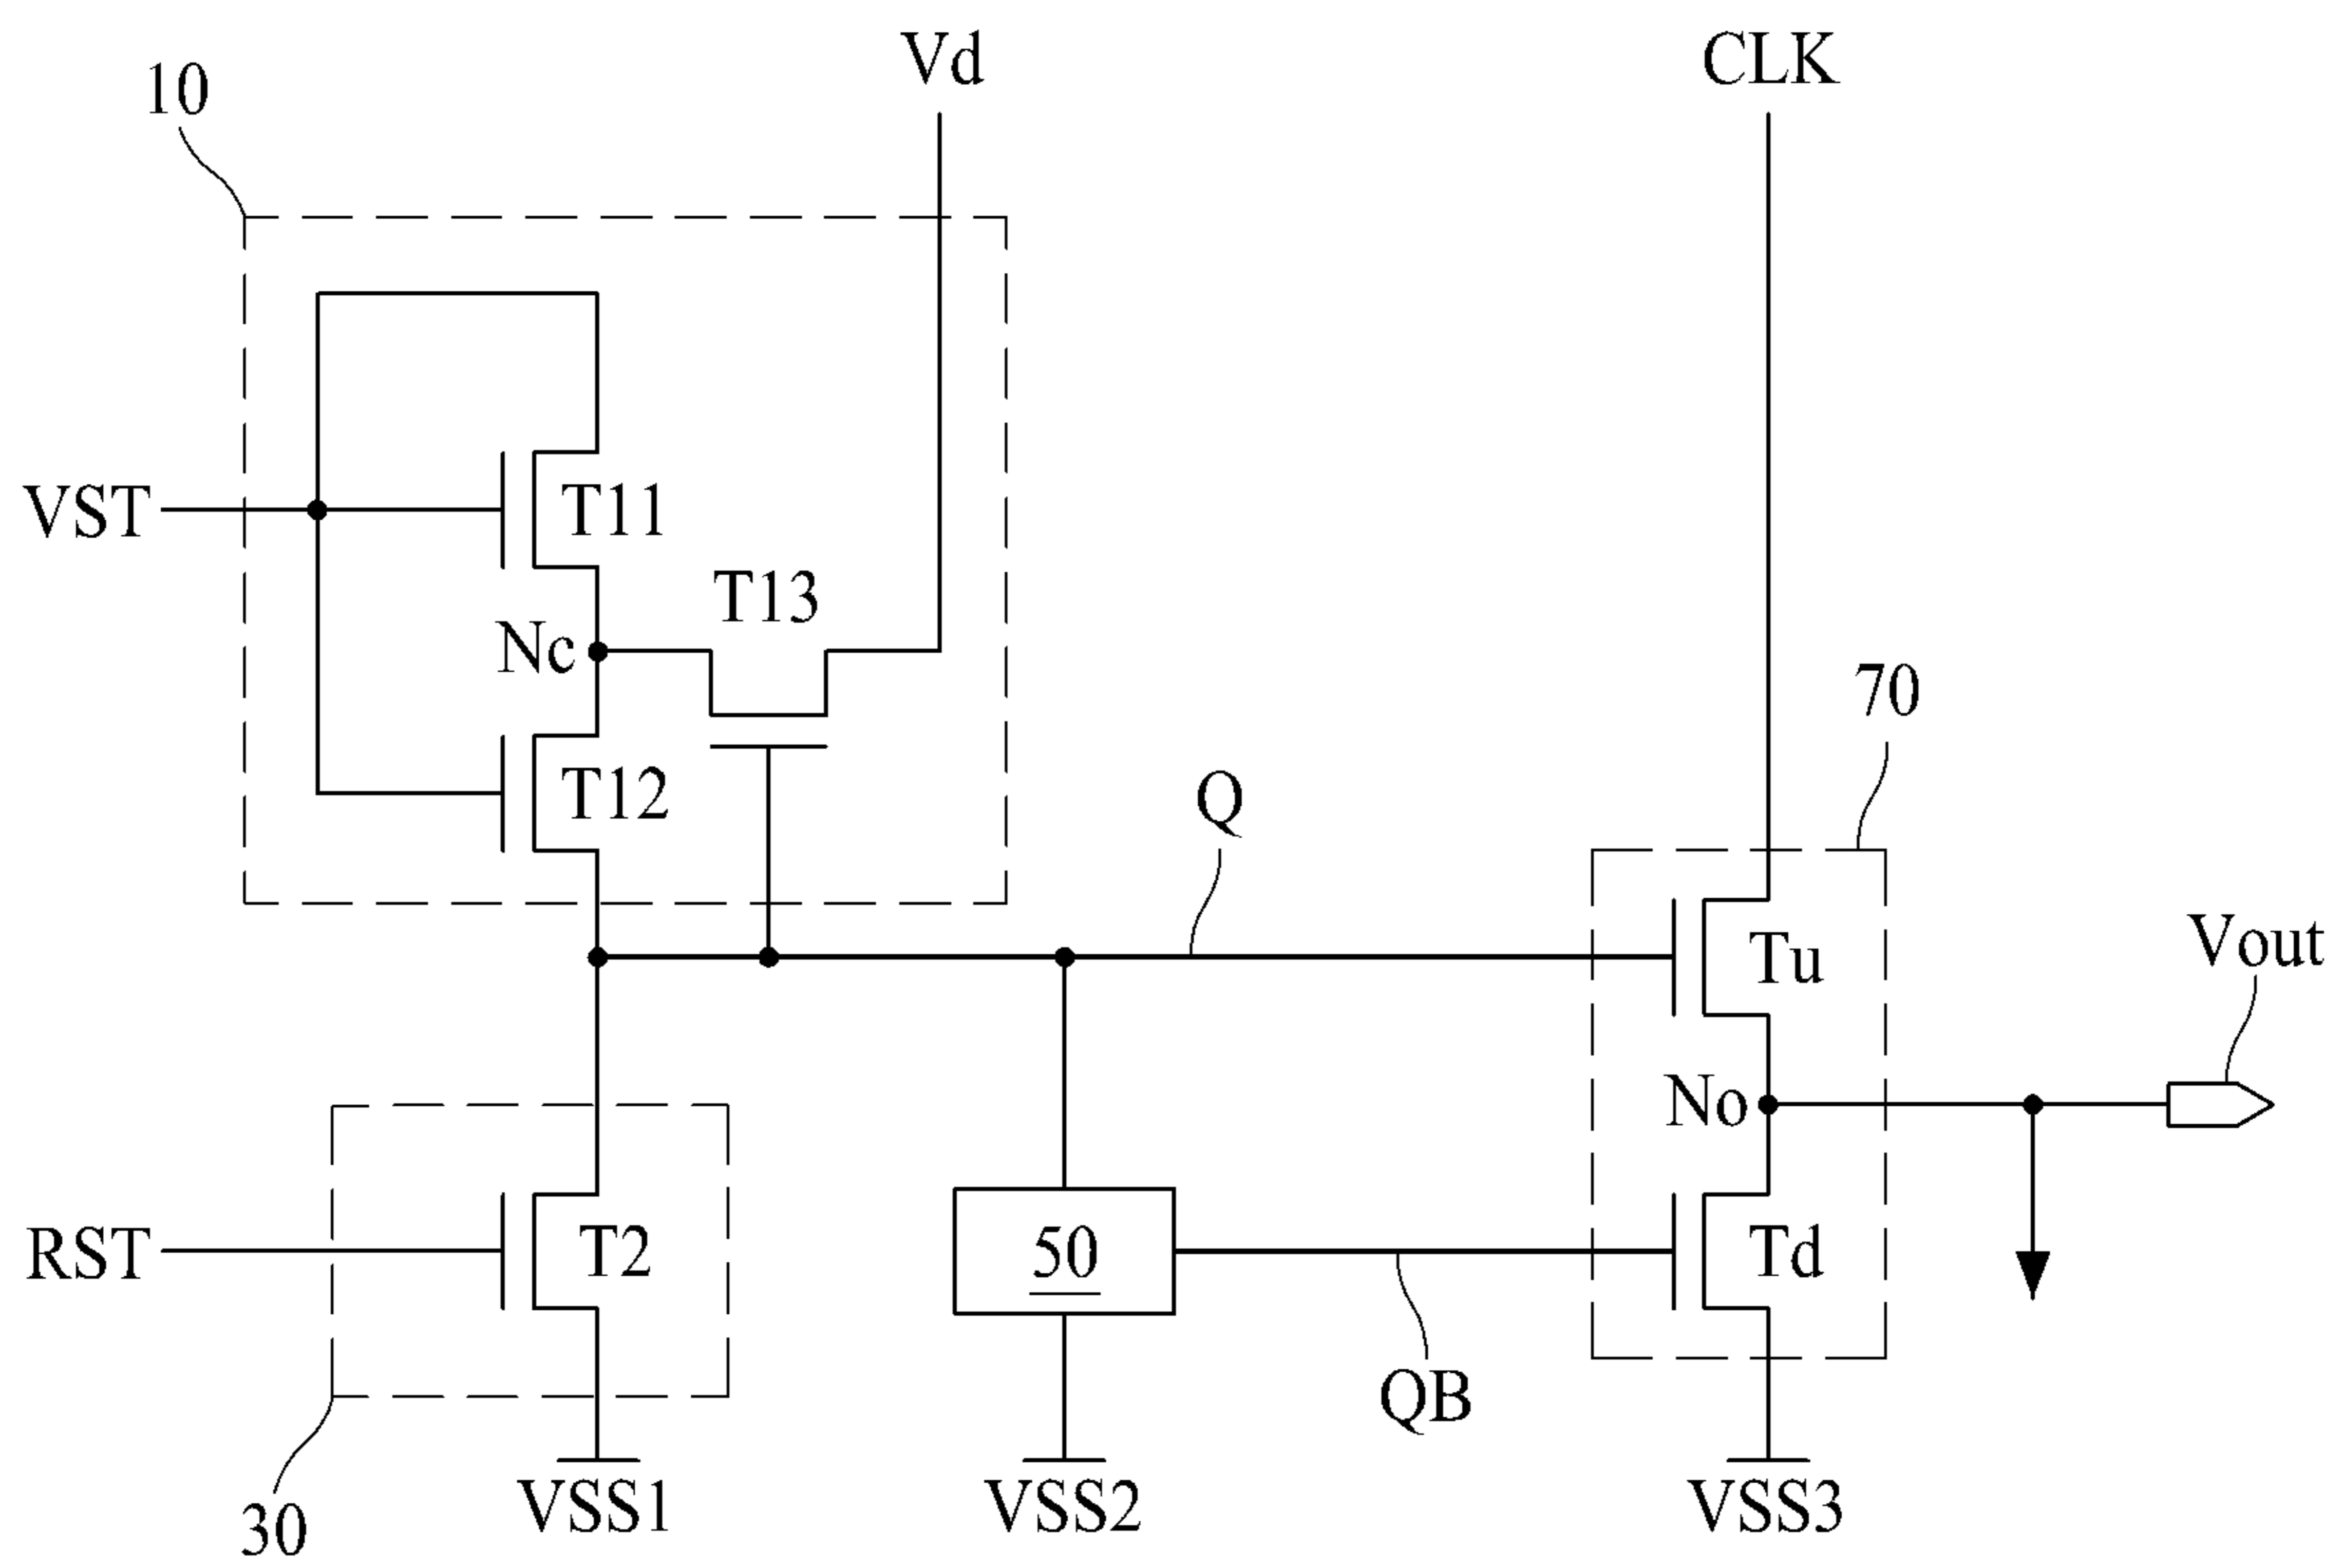 Vd
CLK
10
VST
T11
T13
Nc
70
T12
Q
Vout
Tu
No
RST
T2
50
Td
QB
VSS1
VSS2
VSS3
30